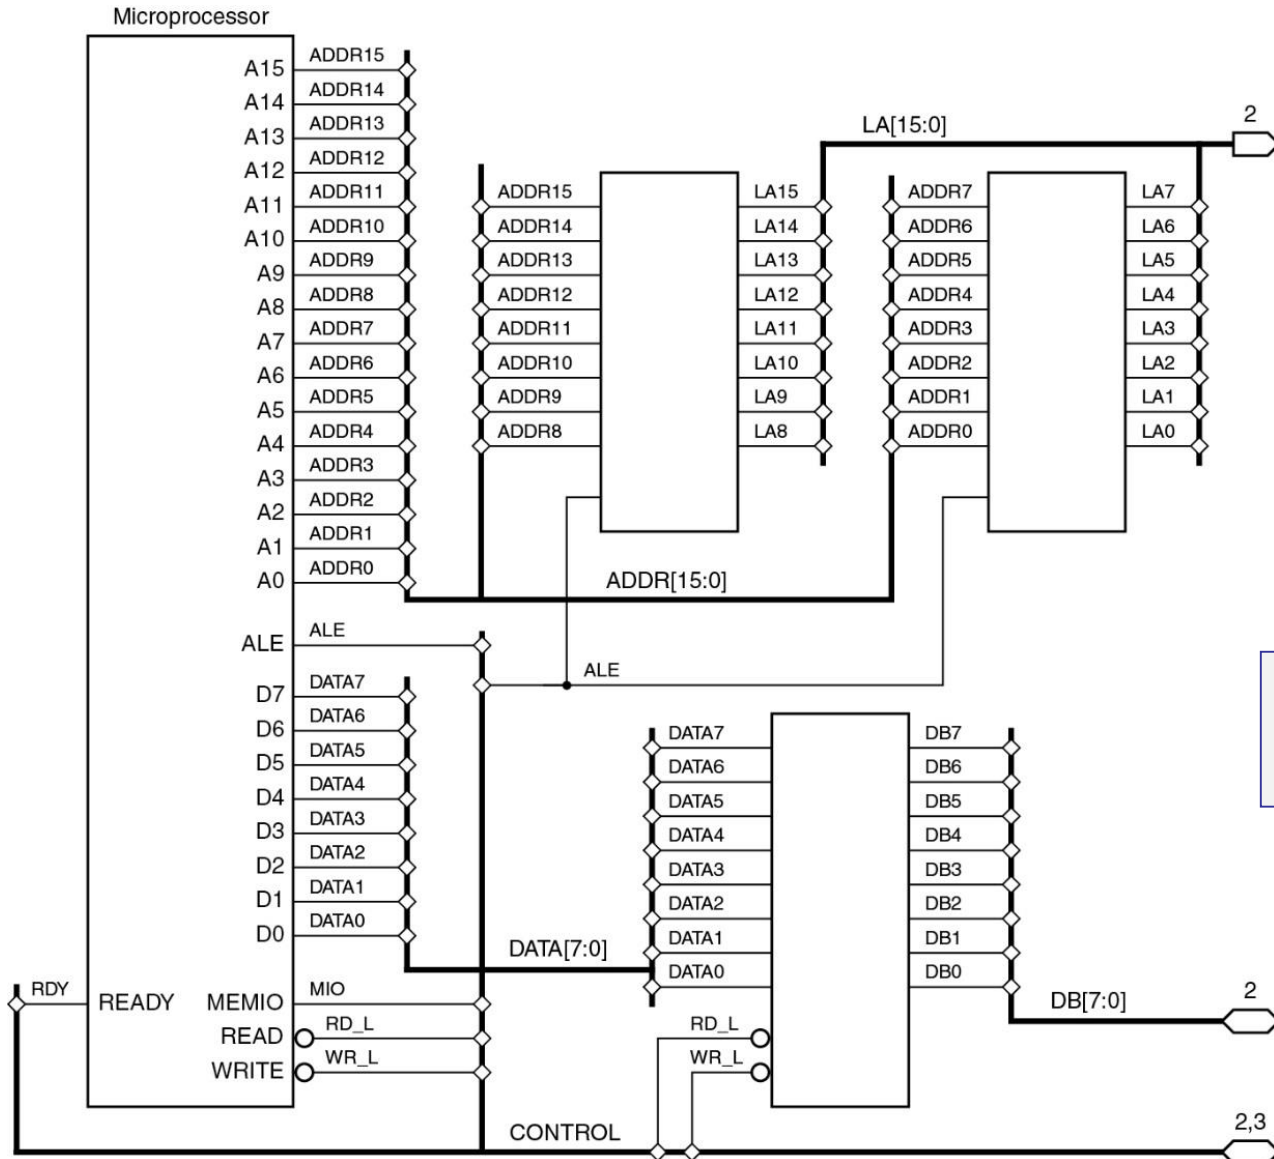 Microprocessor
A15 ADDR15
A14 ADDR14
A13 ADDR13
A12 ADDR12
A11 ADDR11
A10 ADDR10
A9 ADDR9
A8 ADDR8
A7 ADDR7
A6 ADDR6
A5 ADDR5
A4 ADDR4
A3 ADDR3
A2 ADDR2
A1 ADDR1
A0 ADDR0
ALE ALE
D7 DATA7
D6 DATA6
D5 DATA5
D4 DATA4
D3 DATA3
D2 DATA2
D1 DATA1
D0 DATA0
RDY READY MEMIO MIO
READ RD_L
WRITE WR_L
LA[15:0] 2
ADDR15 LA15
ADDR14 LA14
ADDR13 LA13
ADDR12 LA12
ADDR11 LA11
ADDR10 LA10
ADDR9 LA9
ADDR8 LA8
ADDR7 LA7
ADDR6 LA6
ADDR5 LA5
ADDR4 LA4
ADDR3 LA3
ADDR2 LA2
ADDR1 LA1
ADDR0 LA0
ADDR[15:0]
ALE
DATA7 DB7
DATA6 DB6
DATA5 DB5
DATA4 DB4
DATA3 DB3
DATA2 DB2
DATA1 DB1
DATA0 DB0
DATA[7:0]
RD_L
WR_L
DB[7:0] 2
CONTROL 2,3